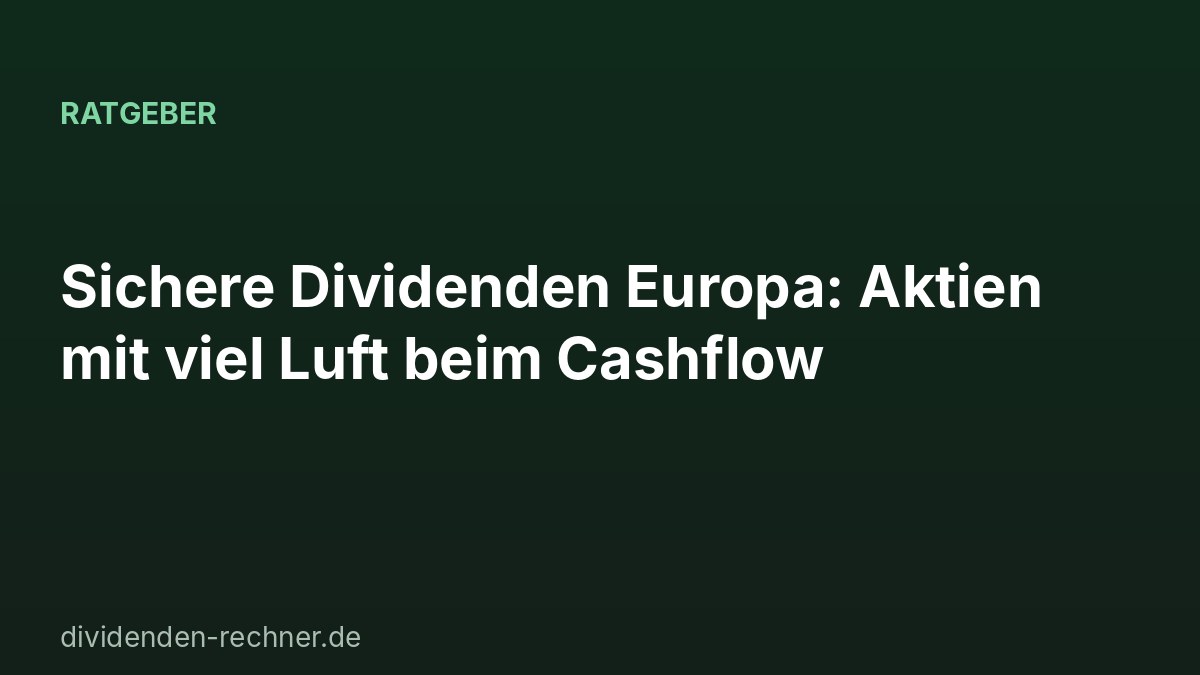 RATGEBER
Sichere Dividenden Europa: Aktien
mit viel Luft beim Cashflow
dividenden-rechner.de